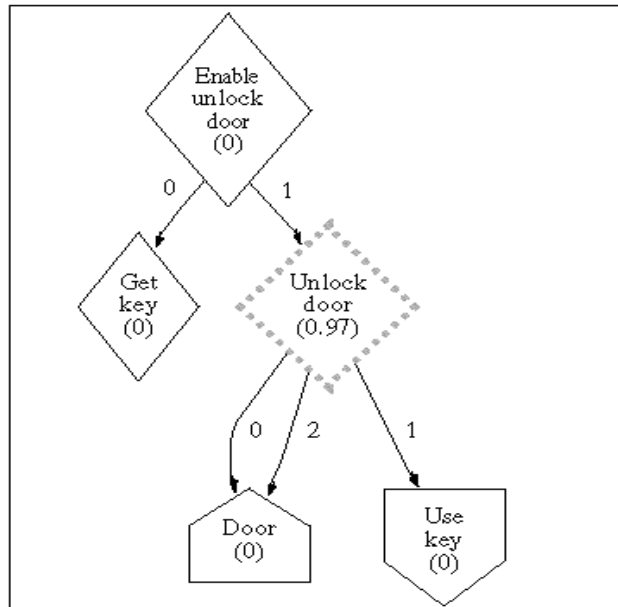 Enable
unlock
door
(0)
0
1
Get
key
(0)
Unlock
door
(0.97)
0
2
1
Door
(0)
Use
key
(0)